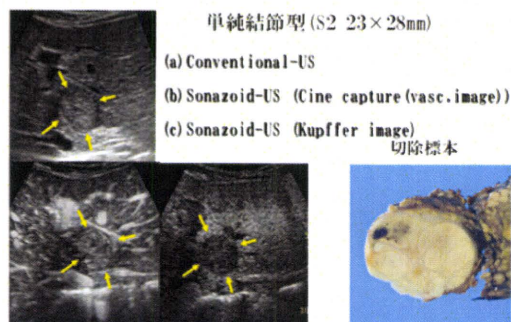 単純結節型(S2 23×28mm)
(a)Conventional-US
(b)Sonazoid-US (Cine capture(vasc.image))
(c)Sonazoid-US (Kupffer image)
切除標本